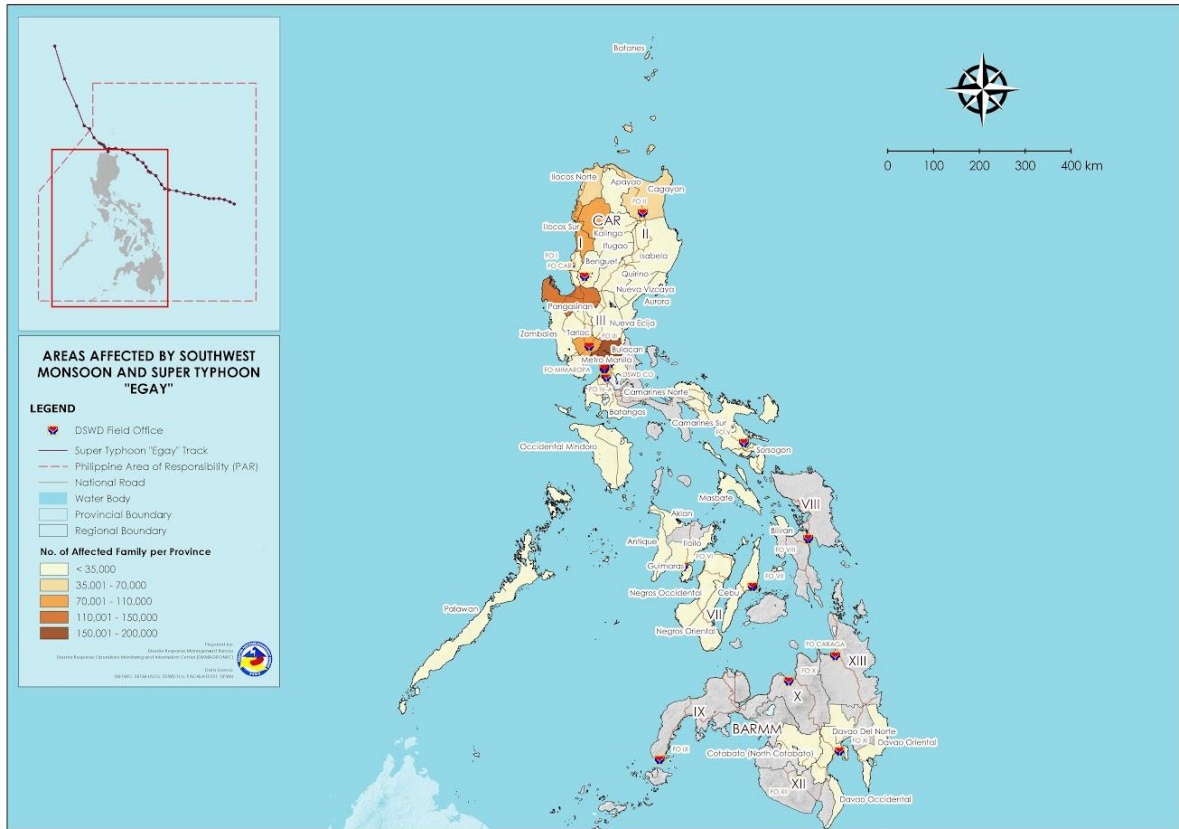 AREAS AFFECTED BY SOUTHWEST
MONSOON AND SUPER TYPHOON
"EGAY"
LEGEND
DSWD Field Office
Super Typhoon "Egay" Track
Philippine Area of Responsibility (PAR)
National Road
Water Body
Provincial Boundary
Regional Boundary
No. of Affected Family per Province
< 35,000
35,001 - 70,000
70,001 - 110,000
110,001 - 150,000
150,001 - 200,000
Prepared by:
Disaster Response Management Bureau
Data Source:
0 100 200 300 400 km
Batanes
Ilocos Norte
Apayao
Cagayan
FO II
CAR
Ilocos Sur
Kalinga
II
I
Ifugao
Isabela
FO I
Benguet
FO CAR
Quirino
Nueva Vizcaya
Aurora
Pangasinan
III
Nueva Ecija
Zambales
Tarlac
FO III
Bulacan
Metro Manila
FO MIMAROPA
DSWD CO
FO IV-A
Camarines Norte
Batangas
Camarines Sur
FO V
Occidental Mindoro
Sorsogon
Masbate
VIII
Aklan
Biliran
Antique
Iloilo
FO VIII
FO VI
Guimaras
FO VII
Negros Occidental
Cebu
Palawan
VII
Negros Oriental
FO CARAGA
XIII
FO X
X
IX
BARMM
Davao Del Norte
FO XI
Davao Oriental
Cotabato (North Cotabato)
FO IX
XII
FO XII
Davao Occidental